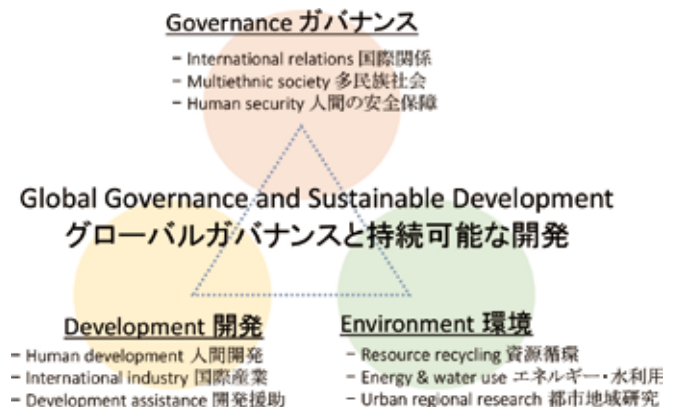 Governance ガバナンス
– International relations 国際関係
– Multiethnic society 多民族社会
– Human security 人間の安全保障
Global Governance and Sustainable Development
グローバルガバナンスと持続可能な開発
Development 開発
– Human development 人間開発
– International industry 国際産業
– Development assistance 開発援助
Environment 環境
– Resource recycling 資源循環
– Energy & water use エネルギー・水利用
– Urban regional research 都市地域研究